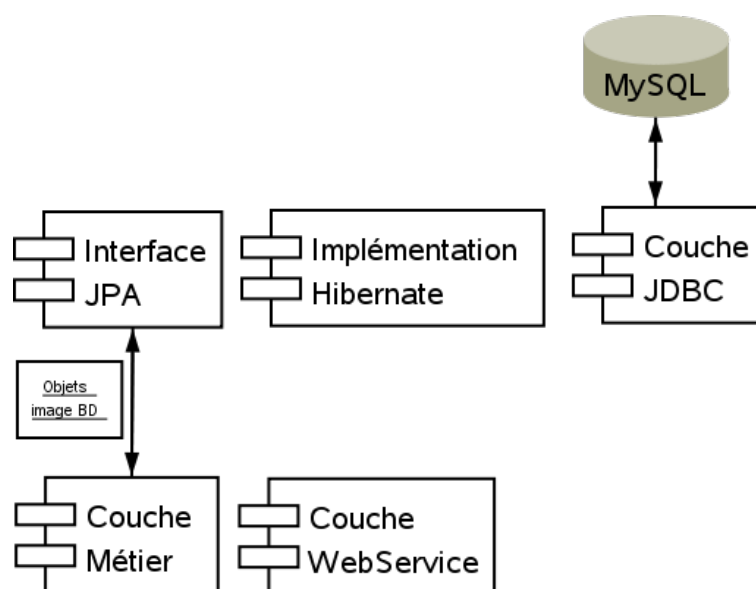 MySQL
Interface
JPA
Implémentation
Hibernate
Couche
JDBC
Objets
image BD
Couche
Métier
Couche
WebService